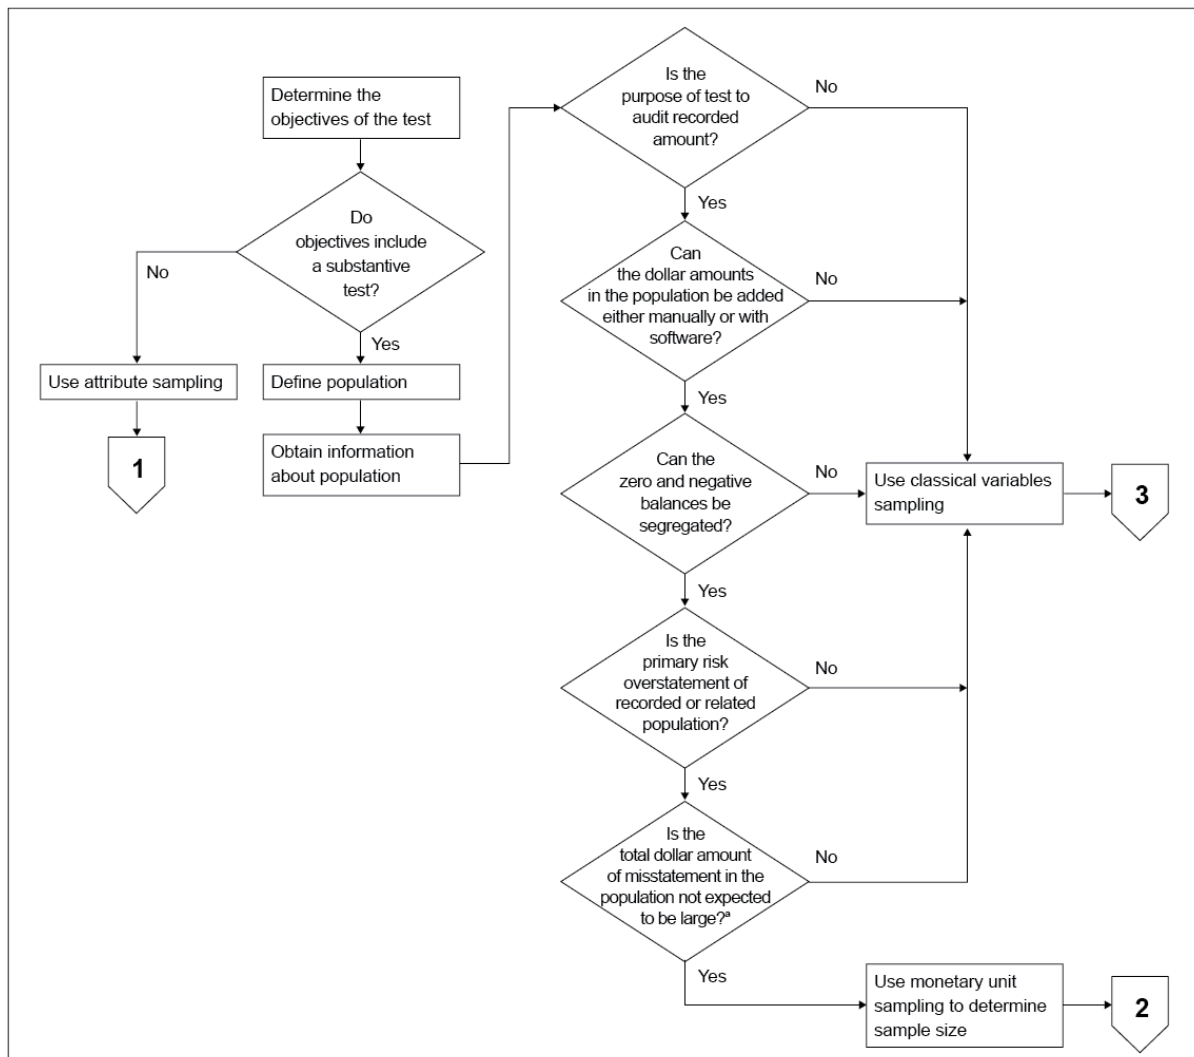 Determine the
objectives of the test
Do
objectives include
a substantive
test?
No
Yes
Use attribute sampling
1
Define population
Obtain information
about population
Is the
purpose of test to
audit recorded
amount?
No
Yes
Can
the dollar amounts
in the population be added
either manually or with
software?
No
Yes
Can the
zero and negative
balances be
segregated?
No
Use classical variables
sampling
3
Yes
Is the
primary risk
overstatement of
recorded or related
population?
No
Yes
Is the
total dollar amount
of misstatement in the
population not expected
to be large?ª
No
Yes
Use monetary unit
sampling to determine
sample size
2